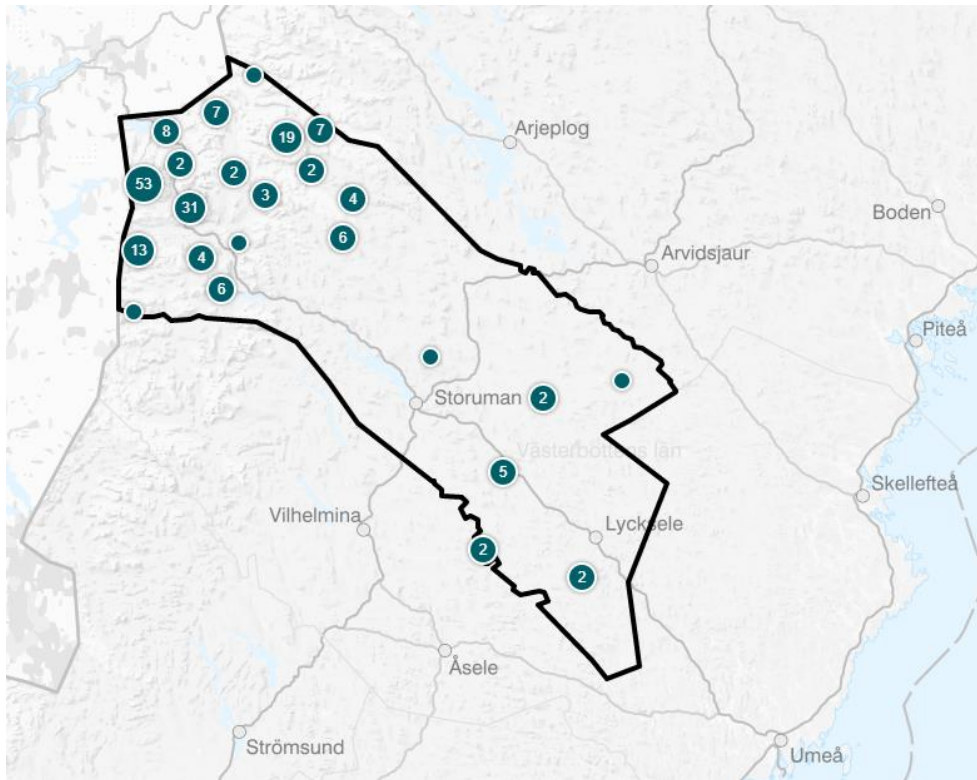 7
8
19
7
Arjeplog
2
2
2
53
3
4
31
Boden
6
13
4
Arvidsjaur
6
Piteå
Storuman
2
Västerbottens län
5
Skellefteå
Vilhelmina
Lycksele
2
2
Åsele
Strömsund
Umeå